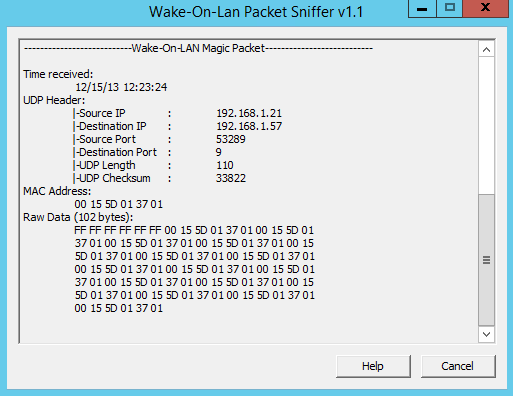 Wake-On-Lan Packet Sniffer v1.1
---------------------------Wake-On-LAN Magic Packet---------------------------
Time received:
12/15/13 12:23:24
UDP Header:
|-Source IP : 192.168.1.21
|-Destination IP : 192.168.1.57
|-Source Port : 53289
|-Destination Port : 9
|-UDP Length : 110
|-UDP Checksum : 33822
MAC Address:
00 15 5D 01 37 01
Raw Data (102 bytes):
FF FF FF FF FF FF 00 15 5D 01 37 01 00 15 5D 01
37 01 00 15 5D 01 37 01 00 15 5D 01 37 01 00 15
5D 01 37 01 00 15 5D 01 37 01 00 15 5D 01 37 01
00 15 5D 01 37 01 00 15 5D 01 37 01 00 15 5D 01
37 01 00 15 5D 01 37 01 00 15 5D 01 37 01 00 15
5D 01 37 01 00 15 5D 01 37 01 00 15 5D 01 37 01
00 15 5D 01 37 01
Help Cancel